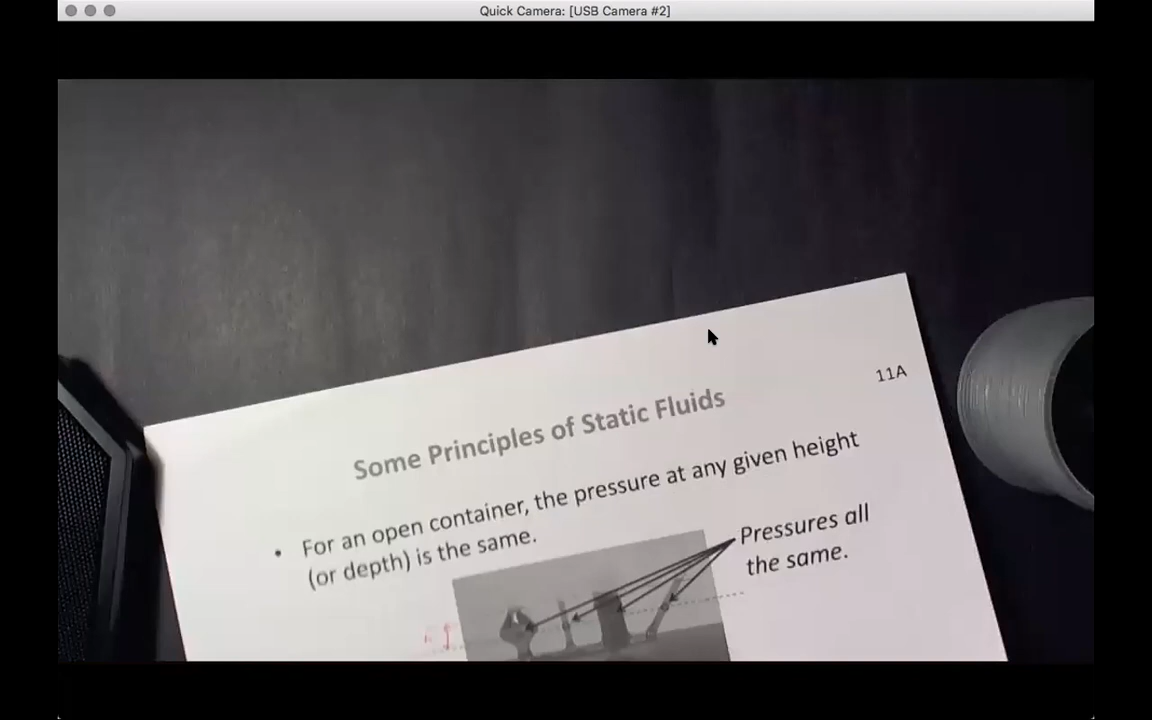 Quick Camera: [USB Camera #2]
11A
Some Principles of Static Fluids
• For an open container, the pressure at any given height
(or depth) is the same.
Pressures all
the same.